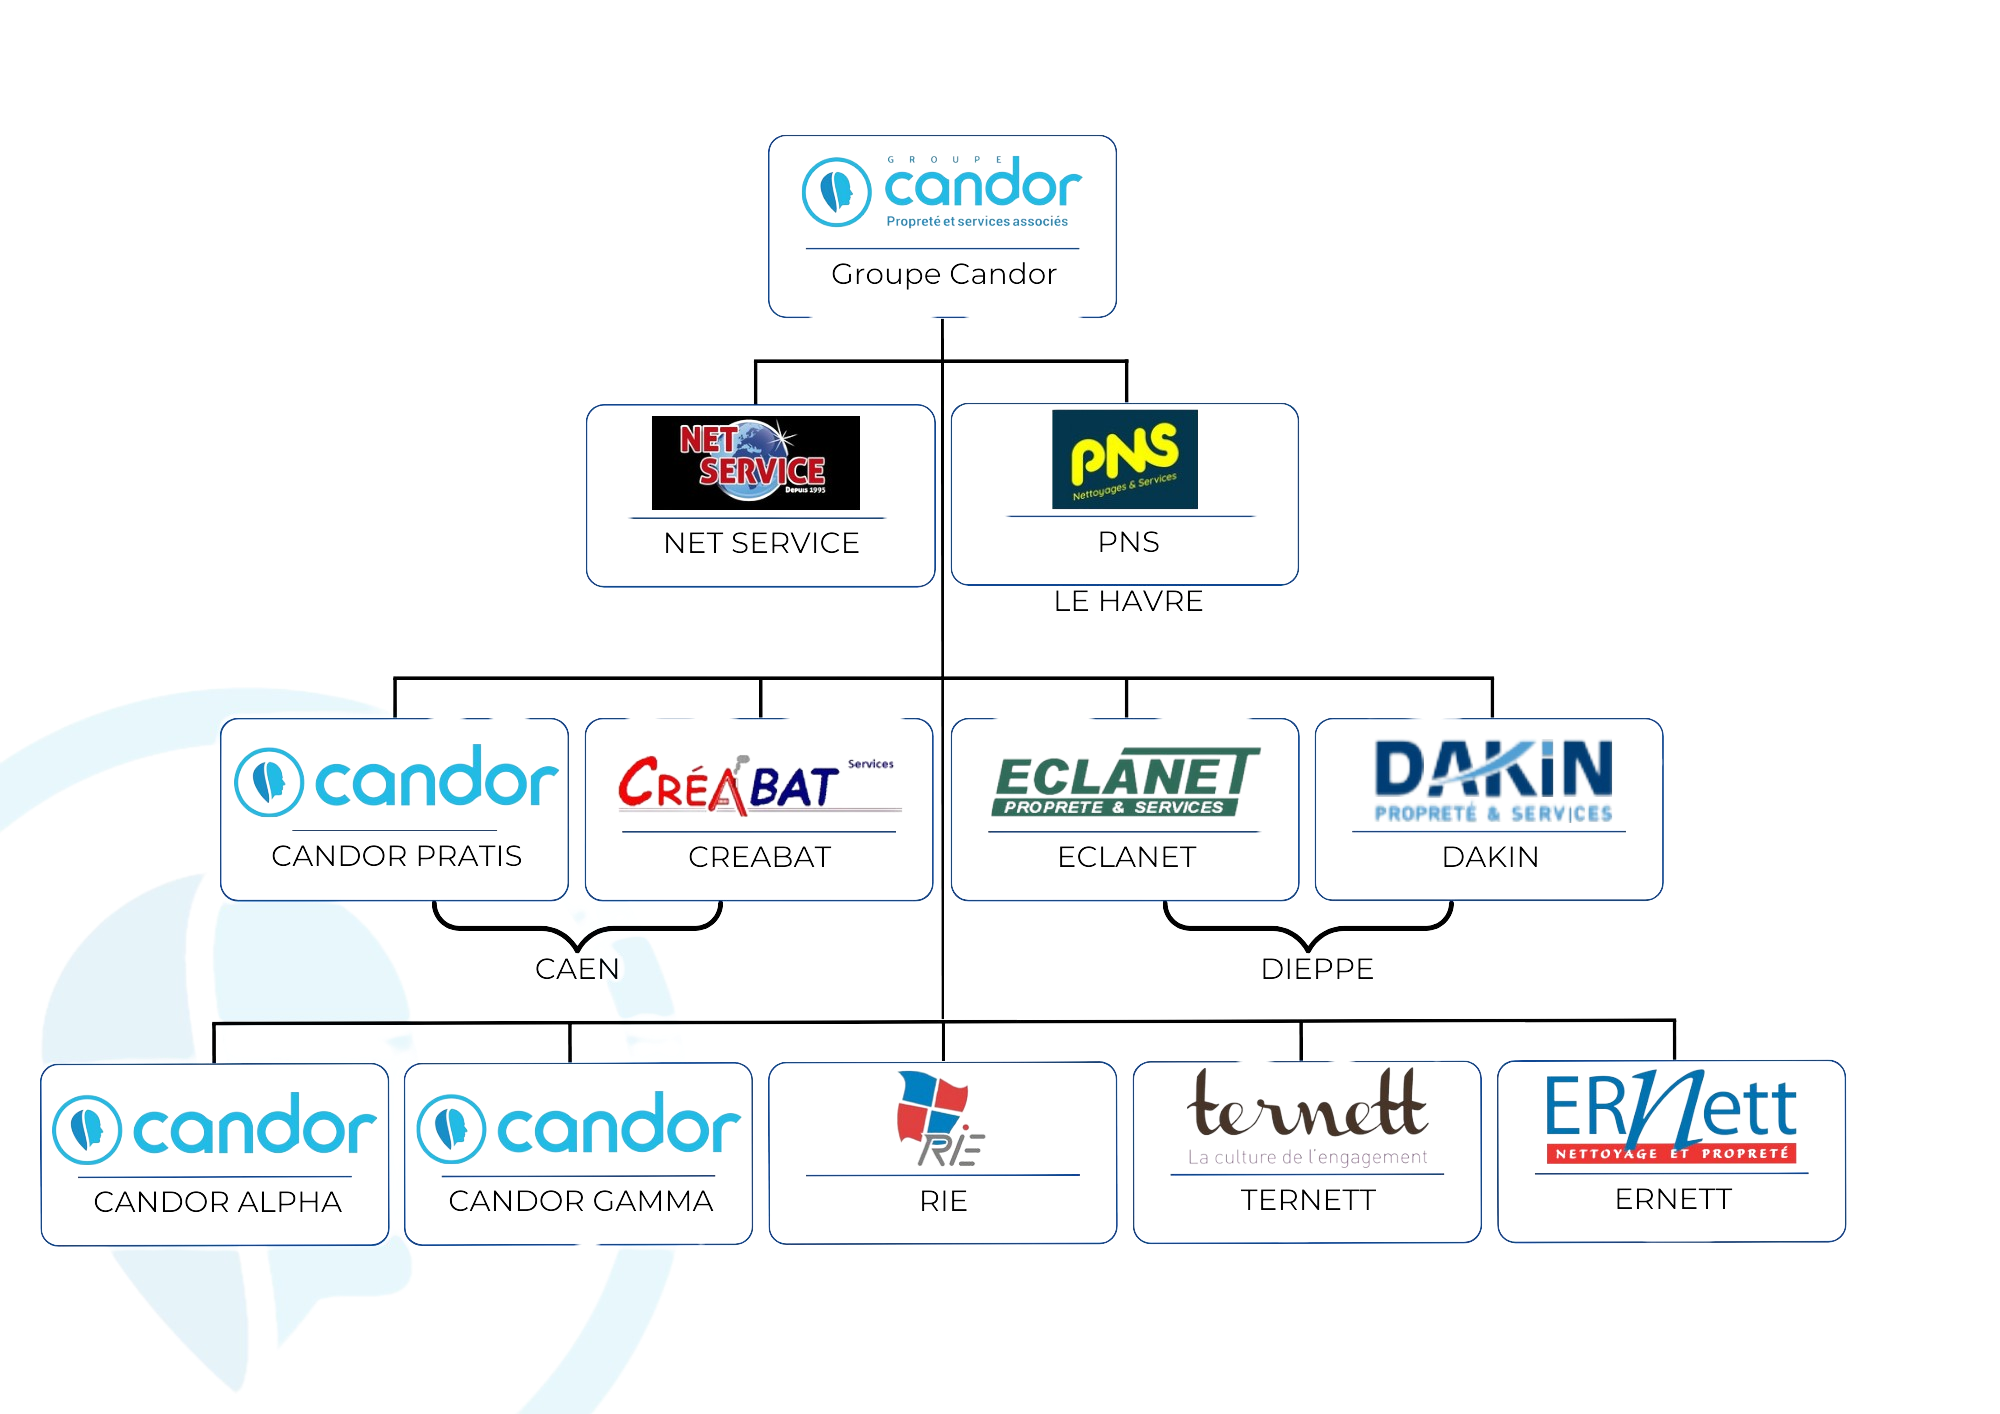 GROUPE
candor
Propreté et services associés
Groupe Candor
NET
SERVICE
Depuis 1995
NET SERVICE
PNS
Nettoyages & Services
PNS
LE HAVRE
candor
CANDOR PRATIS
CRÉABAT Services
CREABAT
ECLANET
PROPRETE & SERVICES
ECLANET
DAKIN
PROPRETÉ & SERVICES
DAKIN
CAEN
DIEPPE
candor
CANDOR ALPHA
candor
CANDOR GAMMA
RIE
RIE
ternett
La culture de l'engagement
TERNETT
ERnett
NETTOYAGE ET PROPRETÉ
ERNETT